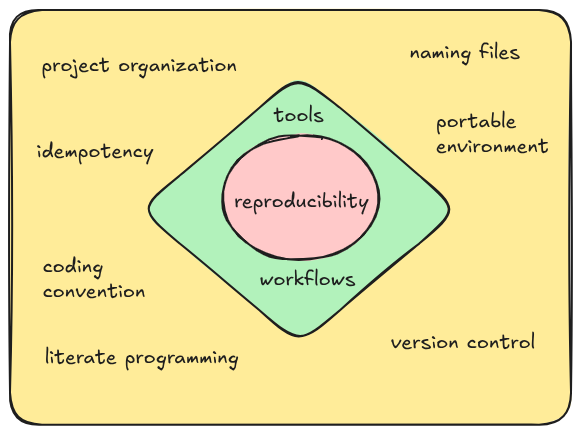 naming files
project organization
tools
portable
environment
idempotency
reproducibility
coding
convention
workflows
version control
literate programming